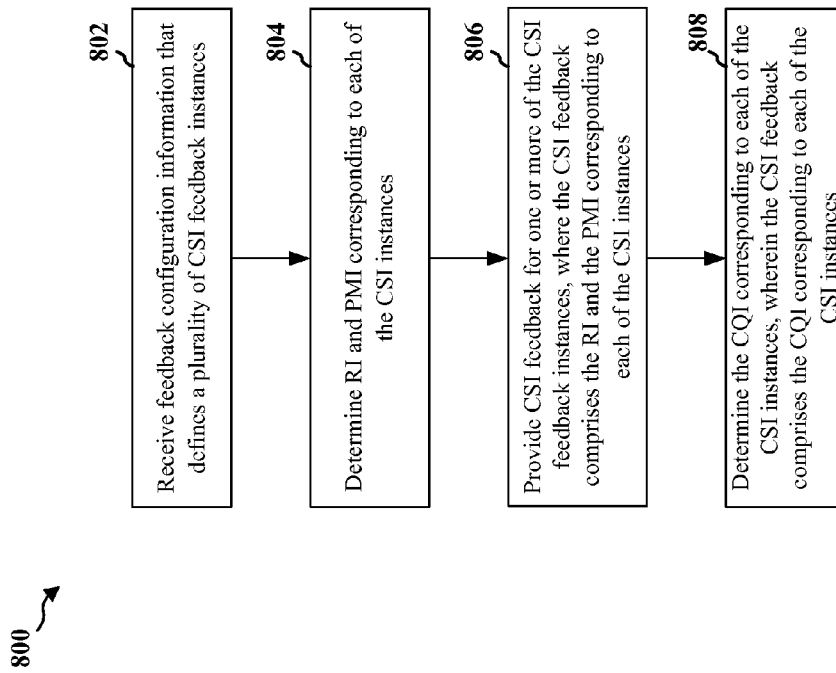 800
802
Receive feedback configuration information that
defines a plurality of CSI feedback instances
804
Determine RI and PMI corresponding to each of
the CSI instances
806
Provide CSI feedback for one or more of the CSI
feedback instances, where the CSI feedback
comprises the RI and the PMI corresponding to
each of the CSI instances
808
Determine the CQI corresponding to each of the
CSI instances, wherein the CSI feedback
comprises the CQI corresponding to each of the
CSI instances